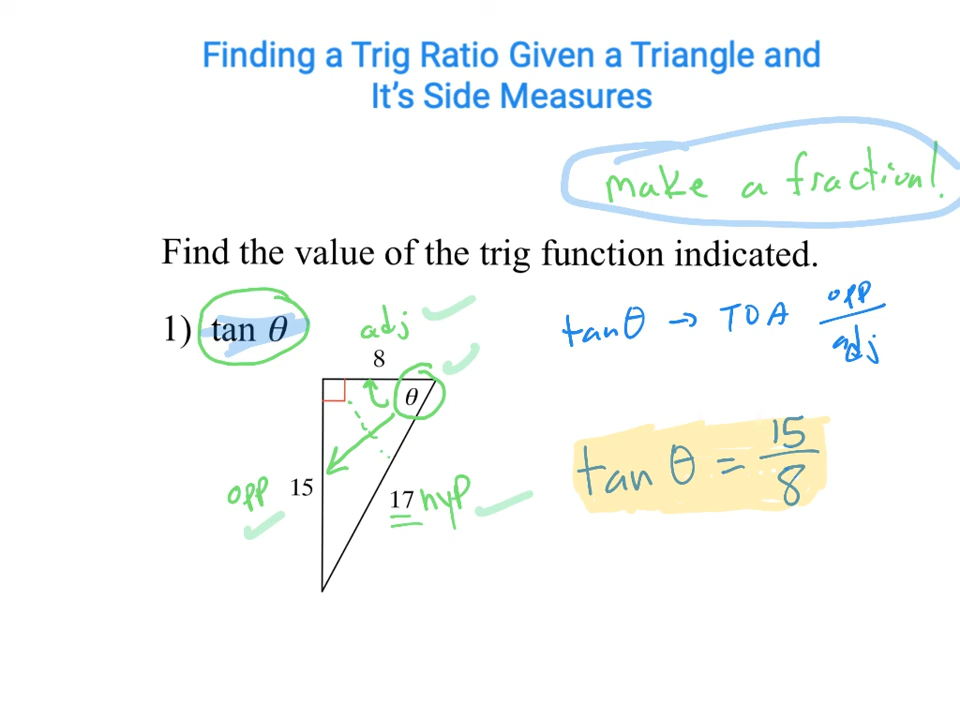 Finding a Trig Ratio Given a Triangle and
It's Side Measures
make a fraction!
Find the value of the trig function indicated.
1) tan θ
adj
8
θ
tanθ → TOA opp/adj
tan θ = 15/8
opp 15
17 hyp